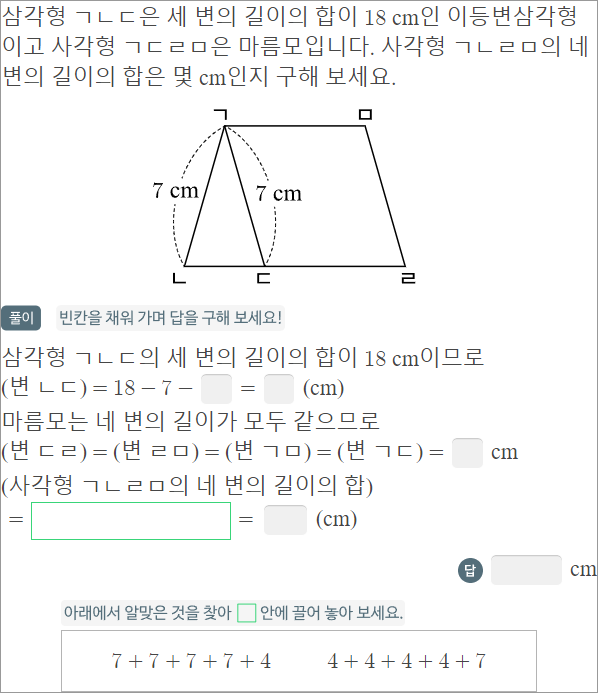 삼각형 ㄱㄴㄷ은 세 변의 길이의 합이 18 cm인 이등변삼각형
이고 사각형 ㄱㄷㄹㅁ은 마름모입니다. 사각형 ㄱㄴㄹㅁ의 네
변의 길이의 합은 몇 cm인지 구해 보세요.
ㄱ ㅁ
7 cm 7 cm
ㄴ ㄷ ㄹ
풀이 빈칸을 채워 가며 답을 구해 보세요!
삼각형 ㄱㄴㄷ의 세 변의 길이의 합이 18 cm이므로
(변 ㄴㄷ) = 18 − 7 − = (cm)
마름모는 네 변의 길이가 모두 같으므로
(변 ㄷㄹ) = (변 ㄹㅁ) = (변 ㄱㅁ) = (변 ㄱㄷ) = cm
(사각형 ㄱㄴㄹㅁ의 네 변의 길이의 합)
= = (cm)
답 cm
아래에서 알맞은 것을 찾아 안에 끌어 놓아 보세요.
7 + 7 + 7 + 7 + 4 4 + 4 + 4 + 4 + 7